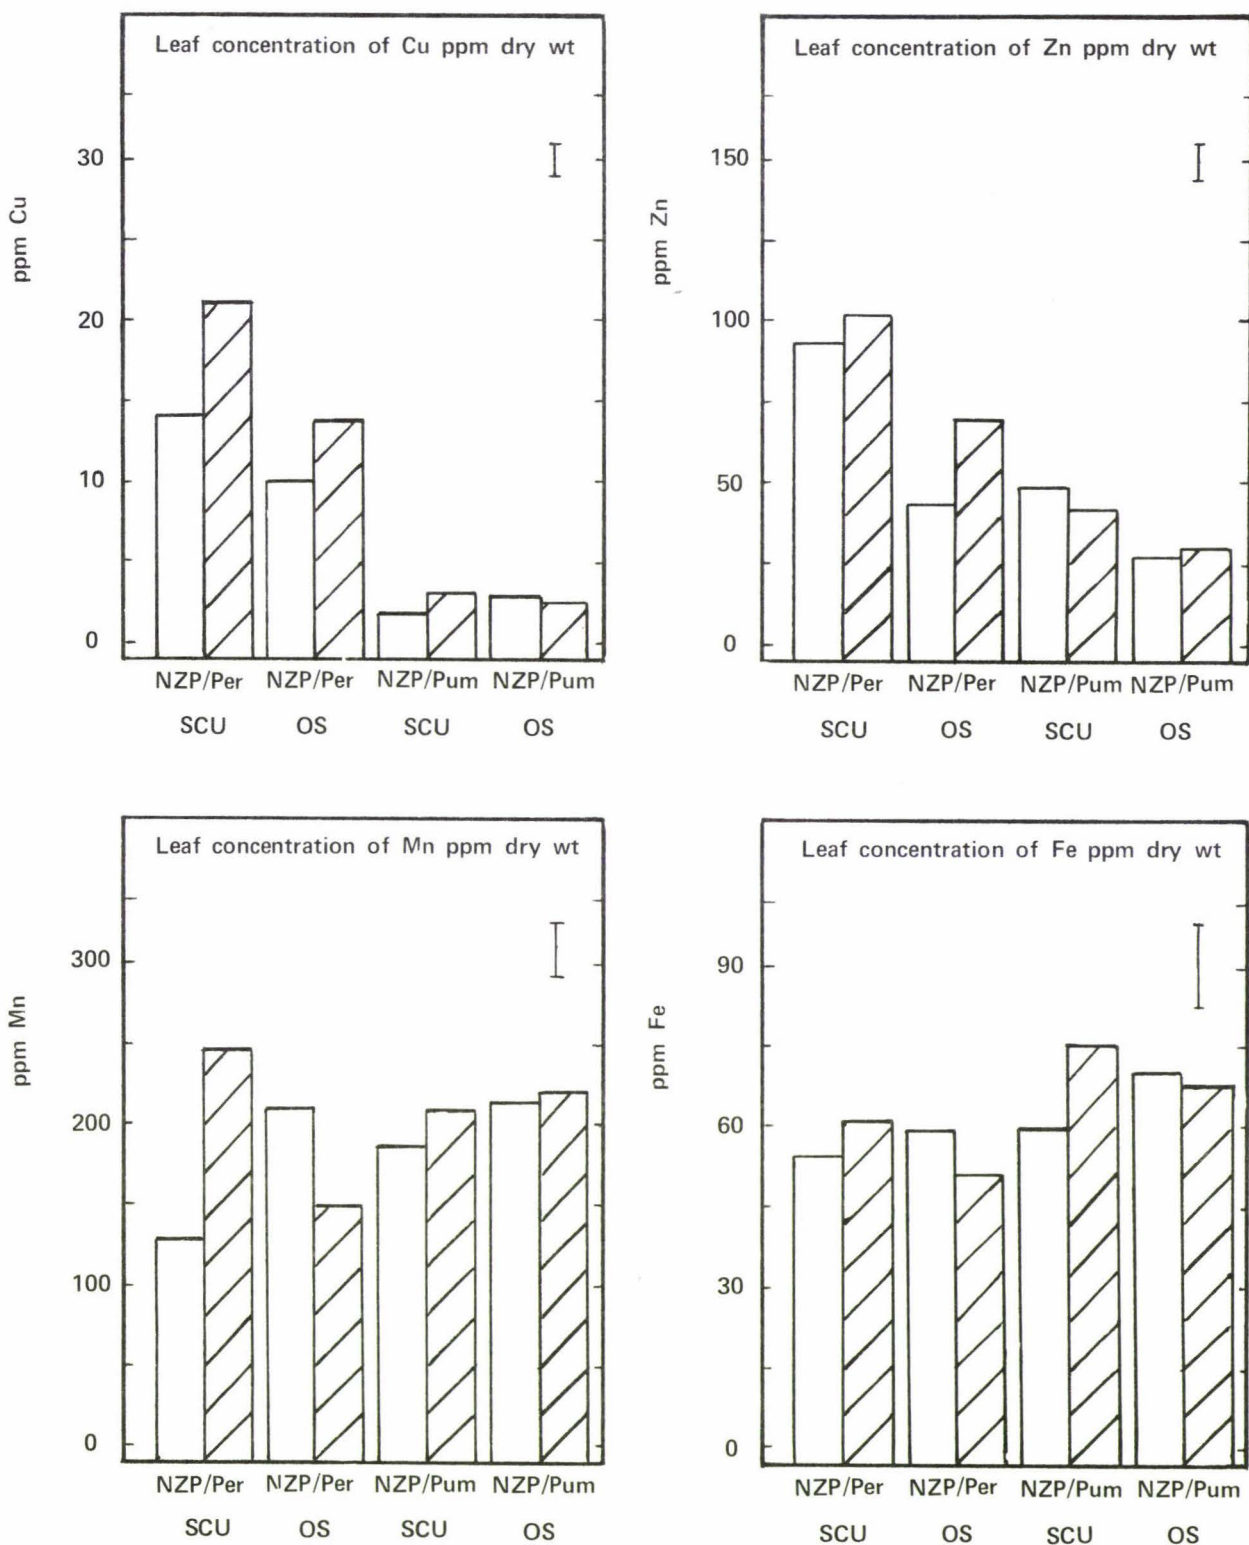 Leaf concentration of Cu ppm dry wt
ppm Cu
30
20
10
0
NZP/Per NZP/Per NZP/Pum NZP/Pum
SCU OS SCU OS
Leaf concentration of Zn ppm dry wt
ppm Zn
150
100
50
0
NZP/Per NZP/Per NZP/Pum NZP/Pum
SCU OS SCU OS
Leaf concentration of Mn ppm dry wt
ppm Mn
300
200
100
0
NZP/Per NZP/Per NZP/Pum NZP/Pum
SCU OS SCU OS
Leaf concentration of Fe ppm dry wt
ppm Fe
90
60
30
0
NZP/Per NZP/Per NZP/Pum NZP/Pum
SCU OS SCU OS